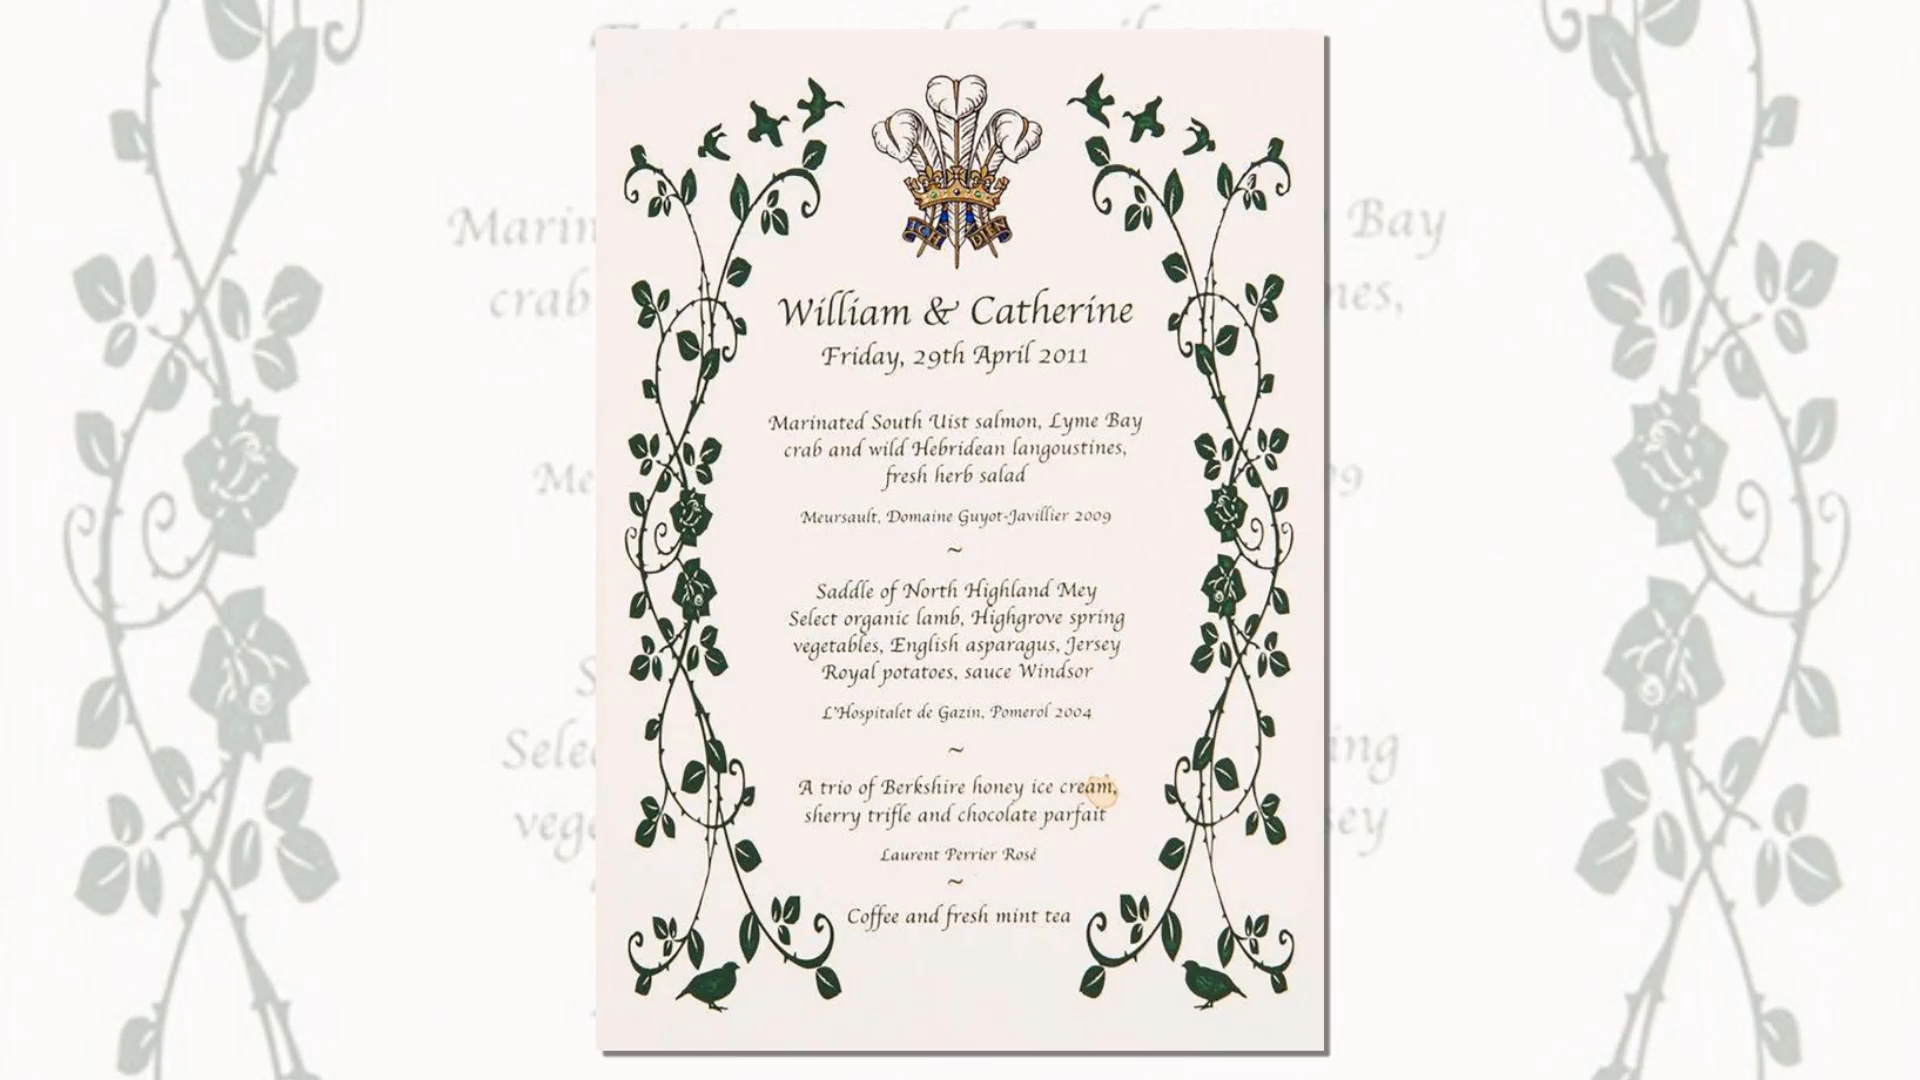 ICH DIEN
William & Catherine
Friday, 29th April 2011
Marinated South Uist salmon, Lyme Bay
crab and wild Hebridean langoustines,
fresh herb salad
Meursault, Domaine Guyot-Javillier 2009
~
Saddle of North Highland Mey
Select organic lamb, Highgrove spring
vegetables, English asparagus, Jersey
Royal potatoes, sauce Windsor
L'Hospitalet de Gazin, Pomerol 2004
~
A trio of Berkshire honey ice cream,
sherry trifle and chocolate parfait
Laurent Perrier Rosé
~
Coffee and fresh mint tea